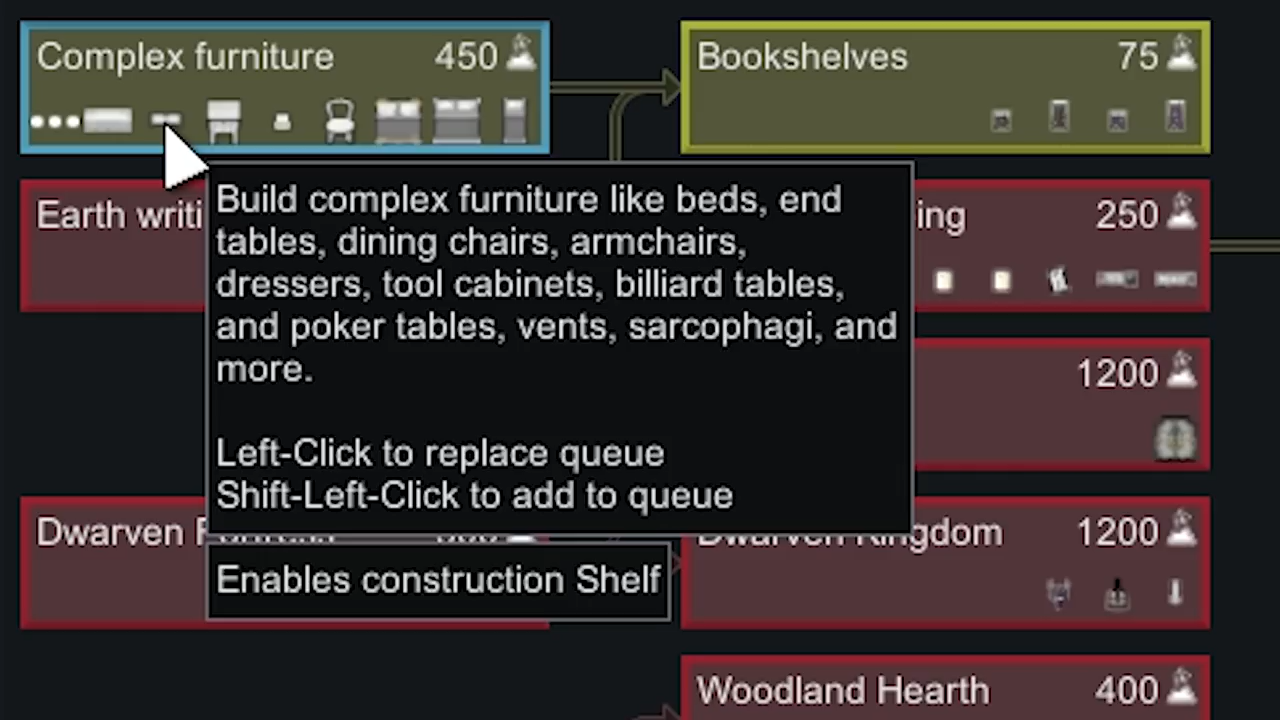 Complex furniture 450
Bookshelves 75
Earth writi
ing 250
Build complex furniture like beds, end
tables, dining chairs, armchairs,
dressers, tool cabinets, billiard tables,
and poker tables, vents, sarcophagi, and
more.
1200
Left-Click to replace queue
Shift-Left-Click to add to queue
Dwarven
Dwarven Kingdom 1200
Enables construction Shelf
Woodland Hearth 400